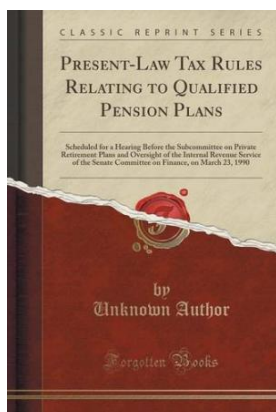 CLASSIC REPRINT SERIES
PRESENT-LAW TAX RULES
RELATING TO QUALIFIED
PENSION PLANS
Scheduled for a Hearing Before the Subcommittee on Private
Retirement Plans and Oversight of the Internal Revenue Service
of the Senate Committee on Finance, on March 23, 1990
by
Unknown Author
Forgotten Books